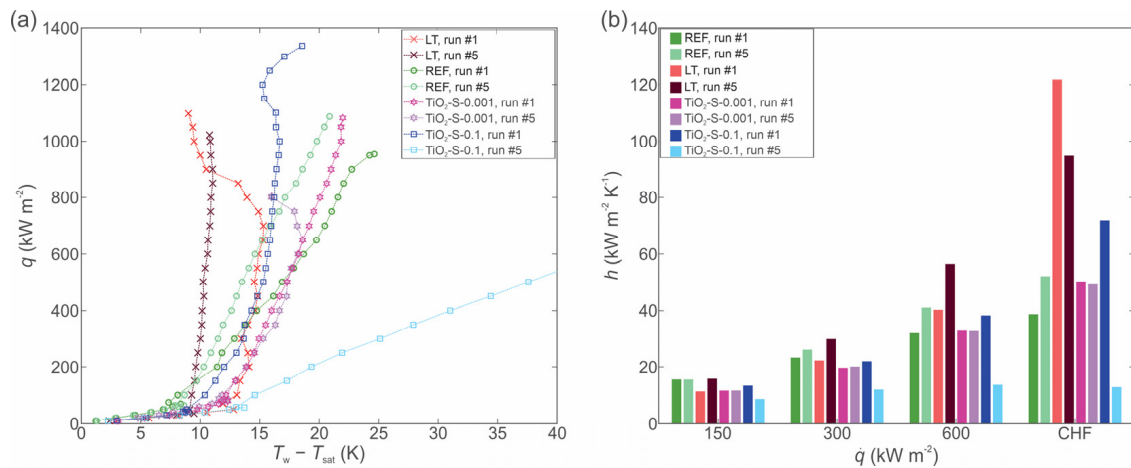 (a)
1400
1200
1000
800
600
400
200
0
q (kW m⁻²)
0 5 10 15 20 25 30 35 40
T_w − T_sat (K)
LT, run #1
LT, run #5
REF, run #1
REF, run #5
TiO₂-S-0.001, run #1
TiO₂-S-0.001, run #5
TiO₂-S-0.1, run #1
TiO₂-S-0.1, run #5
(b)
140
120
100
80
60
40
20
0
h (kW m⁻² K⁻¹)
150 300 600 CHF
q̇ (kW m⁻²)
REF, run #1
REF, run #5
LT, run #1
LT, run #5
TiO₂-S-0.001, run #1
TiO₂-S-0.001, run #5
TiO₂-S-0.1, run #1
TiO₂-S-0.1, run #5